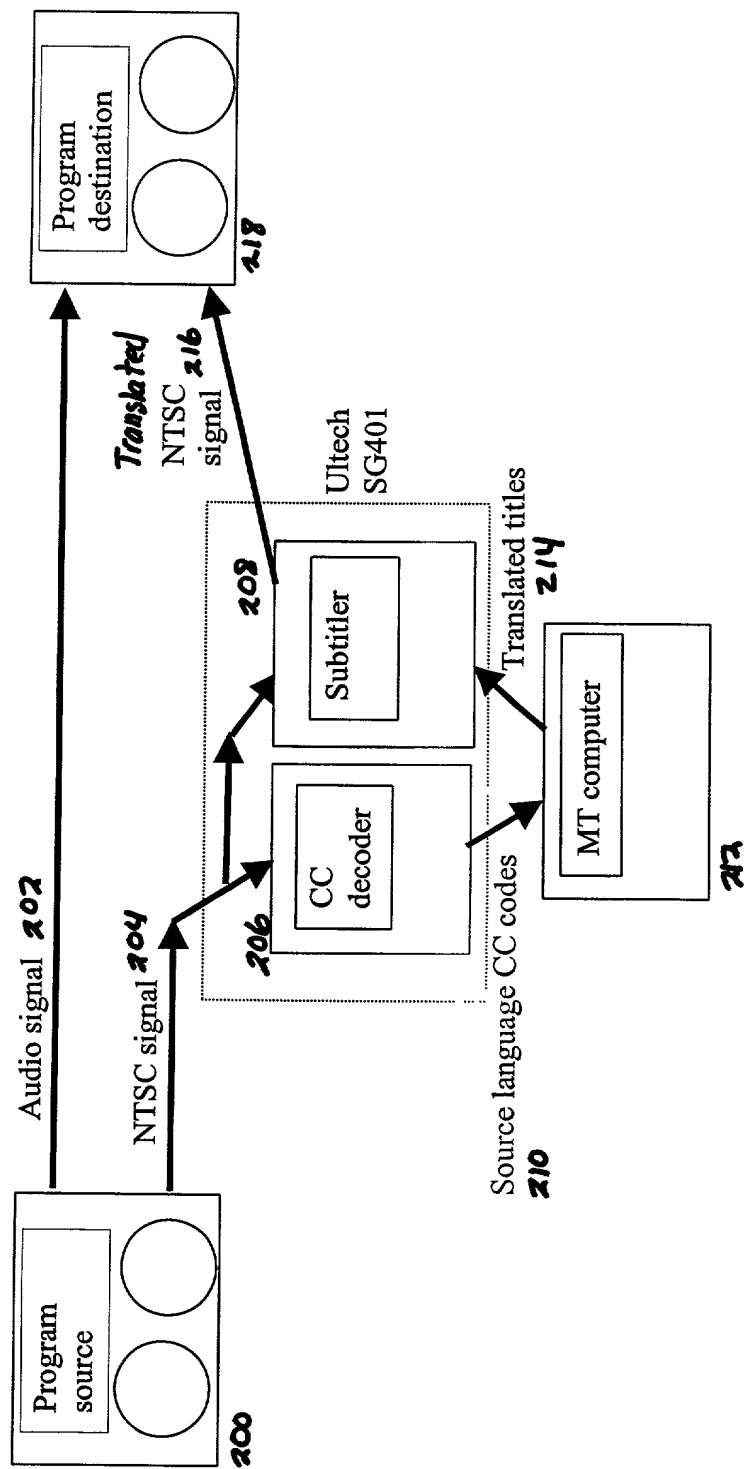 Program
source
200
Audio signal 202
NTSC signal 204
206
CC
decoder
208
Subtitler
Ultech
SG401
Source language CC codes
210
MT computer
212
Translated titles
214
Translated
NTSC 216
signal
Program
destination
218